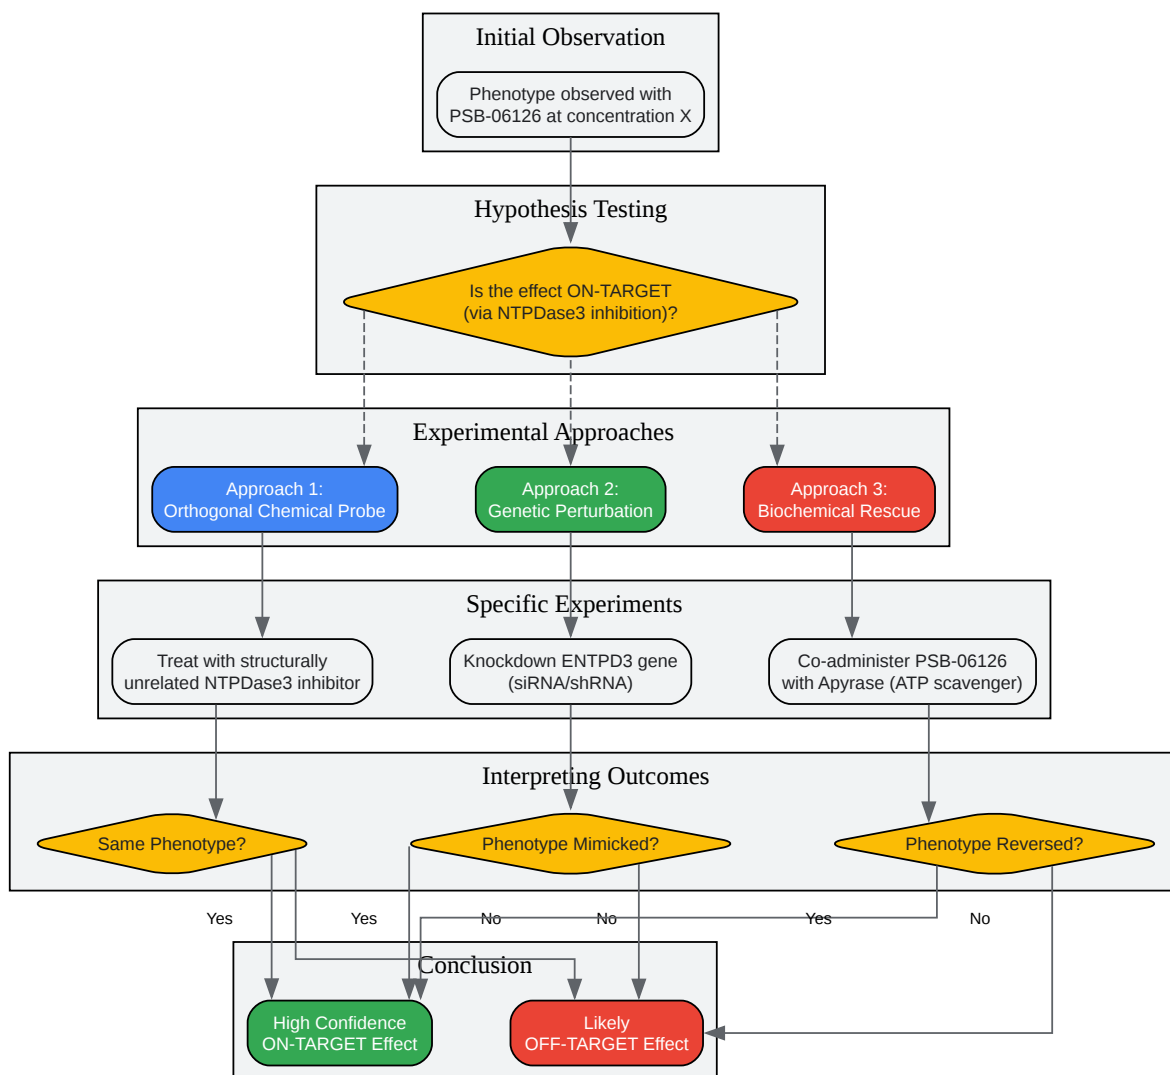 Initial Observation
Phenotype observed with
PSB-06126 at concentration X
Hypothesis Testing
Is the effect ON-TARGET
(via NTPDase3 inhibition)?
Experimental Approaches
Approach 1:
Orthogonal Chemical Probe
Approach 2:
Genetic Perturbation
Approach 3:
Biochemical Rescue
Specific Experiments
Treat with structurally
unrelated NTPDase3 inhibitor
Knockdown ENTPD3 gene
(siRNA/shRNA)
Co-administer PSB-06126
with Apyrase (ATP scavenger)
Interpreting Outcomes
Same Phenotype?
Phenotype Mimicked?
Phenotype Reversed?
Yes
Yes
No
No
Yes
No
Conclusion
High Confidence
ON-TARGET Effect
Likely
OFF-TARGET Effect